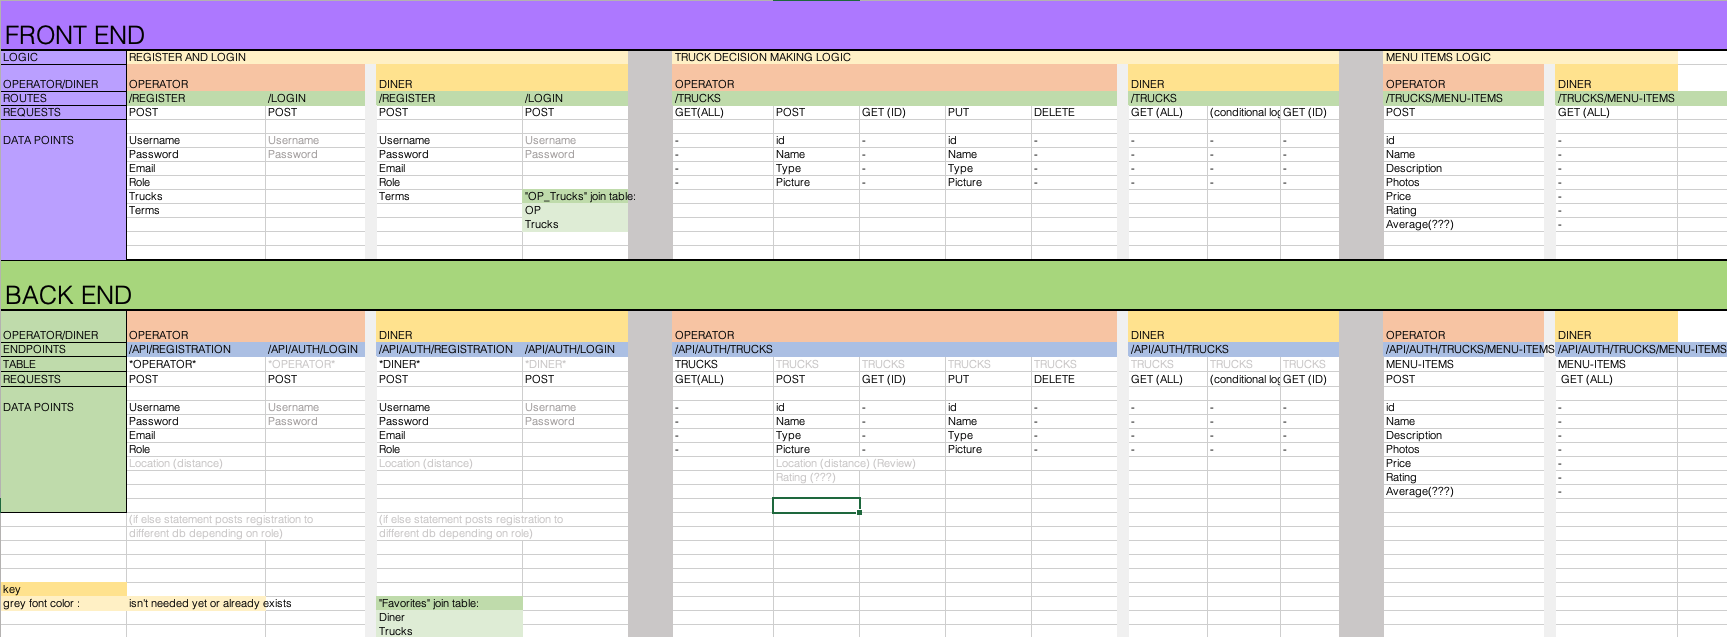 FRONT END
LOGIC REGISTER AND LOGIN TRUCK DECISION MAKING LOGIC MENU ITEMS LOGIC
OPERATOR/DINER OPERATOR DINER OPERATOR DINER OPERATOR DINER
ROUTES /REGISTER /LOGIN /REGISTER /LOGIN /TRUCKS /TRUCKS /TRUCKS/MENU-ITEMS /TRUCKS/MENU-ITEMS
REQUESTS POST POST POST POST GET(ALL) POST GET (ID) PUT DELETE GET (ALL) (conditional log GET (ID) POST GET (ALL)
DATA POINTS Username Username Username Username - id - id - - - - id -
Password Password Password Password - Name - Name - - - - Name -
Email Email - Type - Type - - - - Description -
Role Role - Picture - Picture - - - - Photos -
Trucks Terms "OP_Trucks" join table: Price -
Terms OP Rating -
Trucks Average(???) -
BACK END
OPERATOR/DINER OPERATOR DINER OPERATOR DINER OPERATOR DINER
ENDPOINTS /API/REGISTRATION /API/AUTH/LOGIN /API/AUTH/REGISTRATION /API/AUTH/LOGIN /API/AUTH/TRUCKS /API/AUTH/TRUCKS /API/AUTH/TRUCKS/MENU-ITEMS /API/AUTH/TRUCKS/MENU-ITEMS
TABLE *OPERATOR* *OPERATOR* *DINER* *DINER* TRUCKS TRUCKS TRUCKS TRUCKS TRUCKS TRUCKS TRUCKS TRUCKS MENU-ITEMS MENU-ITEMS
REQUESTS POST POST POST POST GET(ALL) POST GET (ID) PUT DELETE GET (ALL) (conditional log GET (ID) POST GET (ALL)
DATA POINTS Username Username Username Username - id - id - - - - id -
Password Password Password Password - Name - Name - - - - Name -
Email Email - Type - Type - - - - Description -
Role Role - Picture - Picture - - - - Photos -
Location (distance) Location (distance) Location (distance) (Review) Price -
Rating (???) Rating -
Average(???) -
(if else statement posts registration to (if else statement posts registration to
different db depending on role) different db depending on role)
key
grey font color : isn't needed yet or already exists "Favorites" join table:
Diner
Trucks